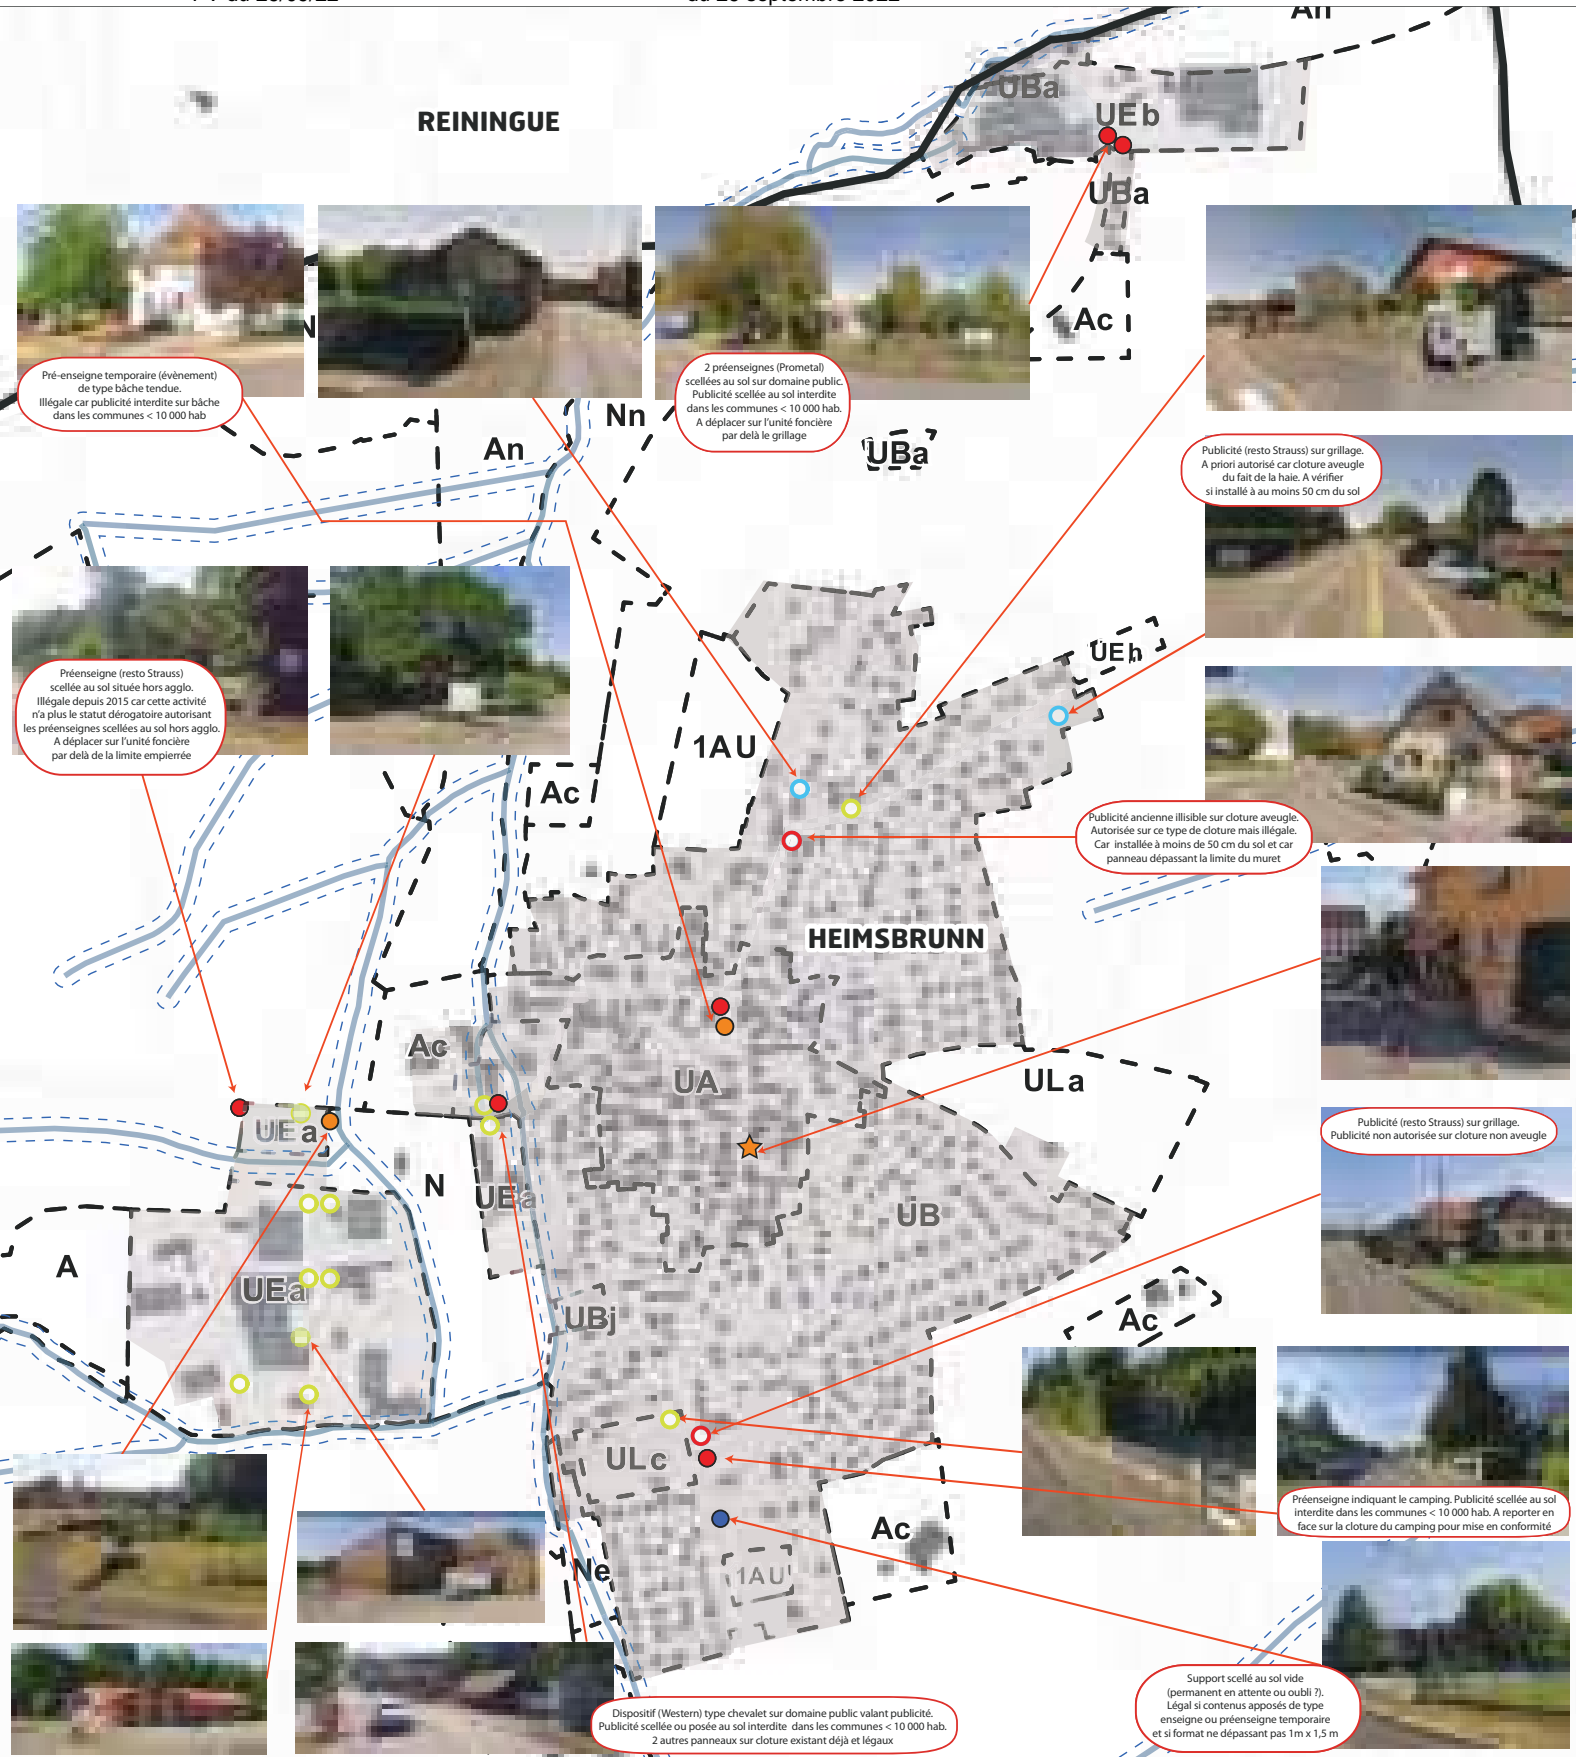 An
UBa
UEb
REININGUE
UBa
Ac
N
Pré-enseigne temporaire (évènement)
de type bâche tendue.
Illégale car publicité interdite sur bâche
dans les communes < 10 000 hab
2 préenseignes (Prometal)
scellées au sol sur domaine public.
Publicité scellée au sol interdite
dans les communes < 10 000 hab.
A déplacer sur l'unité foncière
par delà le grillage
Nn
An
UBa
Publicité (resto Strauss) sur grillage.
A priori autorisé car cloture aveugle
du fait de la haie. A vérifier
si installé à au moins 50 cm du sol
Préenseigne (resto Strauss)
scellée au sol située hors agglo.
Illégale depuis 2015 car cette activité
n'a plus le statut dérogatoire autorisant
les préenseignes scellées au sol hors agglo.
A déplacer sur l'unité foncière
par delà de la limite empierrée
UEh
1AU
Ac
Publicité ancienne illisible sur cloture aveugle.
Autorisée sur ce type de cloture mais illégale.
Car installée à moins de 50 cm du sol et car
panneau dépassant la limite du muret
HEIMSBRUNN
Ac
UA
ULa
UEa
Publicité (resto Strauss) sur grillage.
Publicité non autorisée sur cloture non aveugle
N
UEa
UB
A
UEa
UBj
Ac
ULc
Préenseigne indiquant le camping. Publicité scellée au sol
interdite dans les communes < 10 000 hab. A reporter en
face sur la cloture du camping pour mise en conformité
Ac
Ne
1AU
Support scellé au sol vide
(permanent en attente ou oubli ?).
Légal si contenus apposés de type
enseigne ou préenseigne temporaire
et si format ne dépassant pas 1m x 1,5 m
Dispositif (Western) type chevalet sur domaine public valant publicité.
Publicité scellée ou posée au sol interdite dans les communes < 10 000 hab.
2 autres panneaux sur cloture existant déjà et légaux